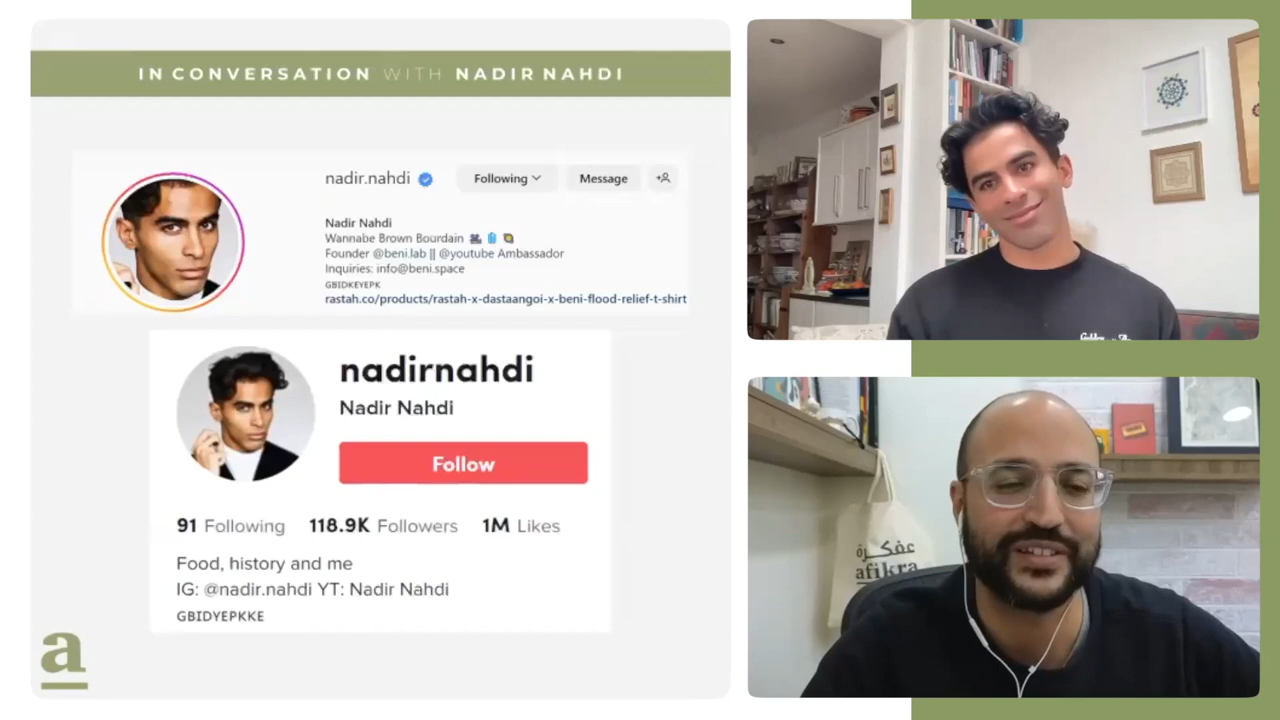 IN CONVERSATION WITH NADIR NAHDI
nadir.nahdi
Following
Message
Nadir Nahdi
Wannabe Brown Bourdain
Founder @beni.lab || @youtube Ambassador
Inquiries: info@beni.space
GBIDKEYEPK
rastah.co/products/rastah-x-dastaangoi-x-beni-flood-relief-t-shirt
nadirnahdi
Nadir Nahdi
Follow
91 Following 118.9K Followers 1M Likes
Food, history and me
IG: @nadir.nahdi YT: Nadir Nahdi
GBIDYEPKKE
a
عفكرة
afikra